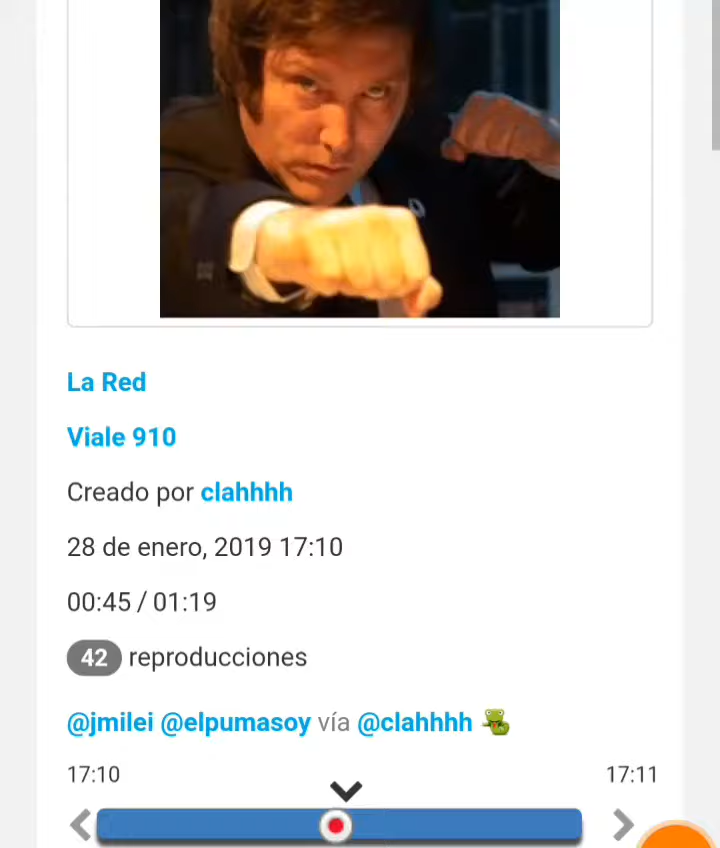 La Red
Viale 910
Creado por clahhhh
28 de enero, 2019 17:10
00:45 / 01:19
42 reproducciones
@jmilei @elpumasoy vía @clahhhh
17:10 17:11